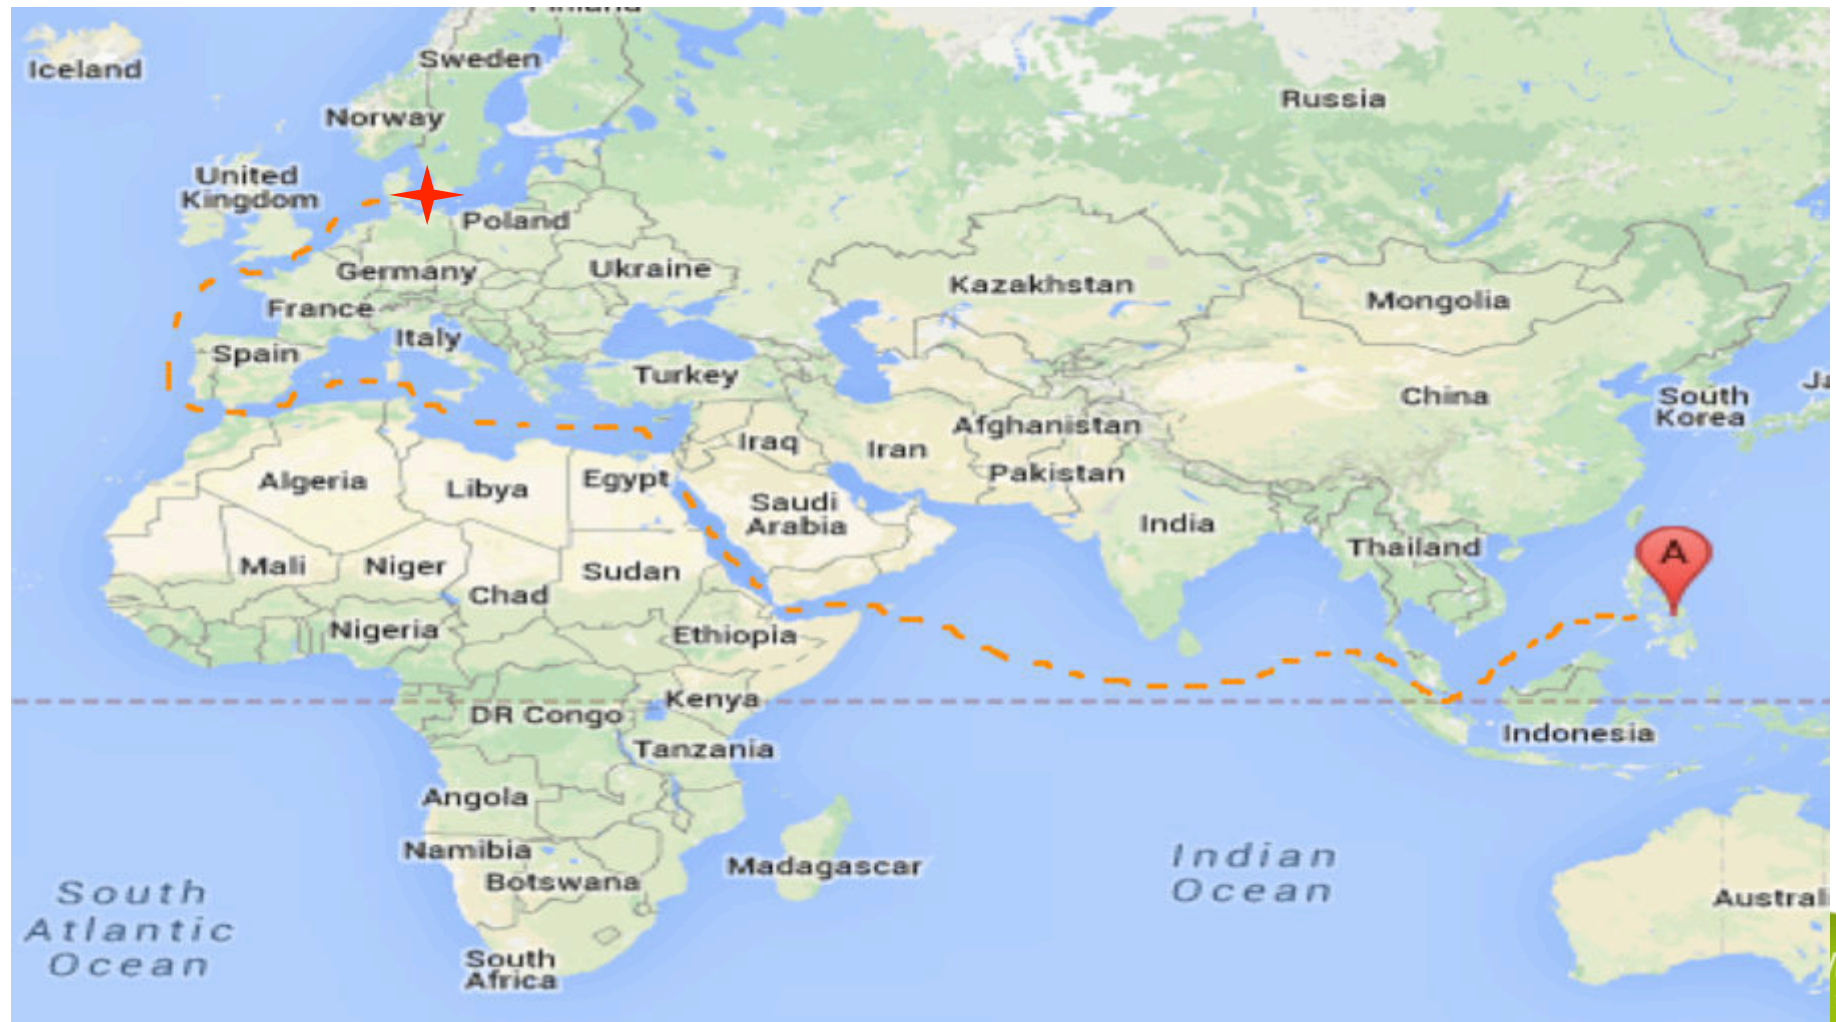 Finland
Sweden
Iceland
Norway
Russia
United
Kingdom
Poland
Germany
Ukraine
Kazakhstan
Mongolia
France
Italy
Spain
Turkey
China
South
Korea
Afghanistan
Iraq
Iran
Pakistan
Algeria
Libya
Egypt
Saudi
Arabia
India
Thailand
A
Mali
Niger
Sudan
Chad
Nigeria
Ethiopia
Kenya
DR Congo
Indonesia
Tanzania
Angola
Namibia
Botswana
Madagascar
Indian
Ocean
South
Atlantic
Ocean
Australi
South
Africa